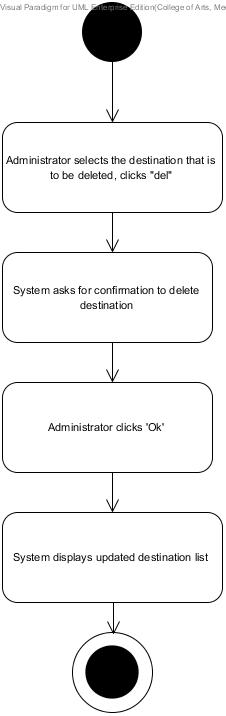 Visual Paradigm for UML Enterprise Edition(College of Arts, Me
Administrator selects the destination that is
to be deleted, clicks "del"
System asks for confirmation to delete
destination
Administrator clicks 'Ok'
System displays updated destination list